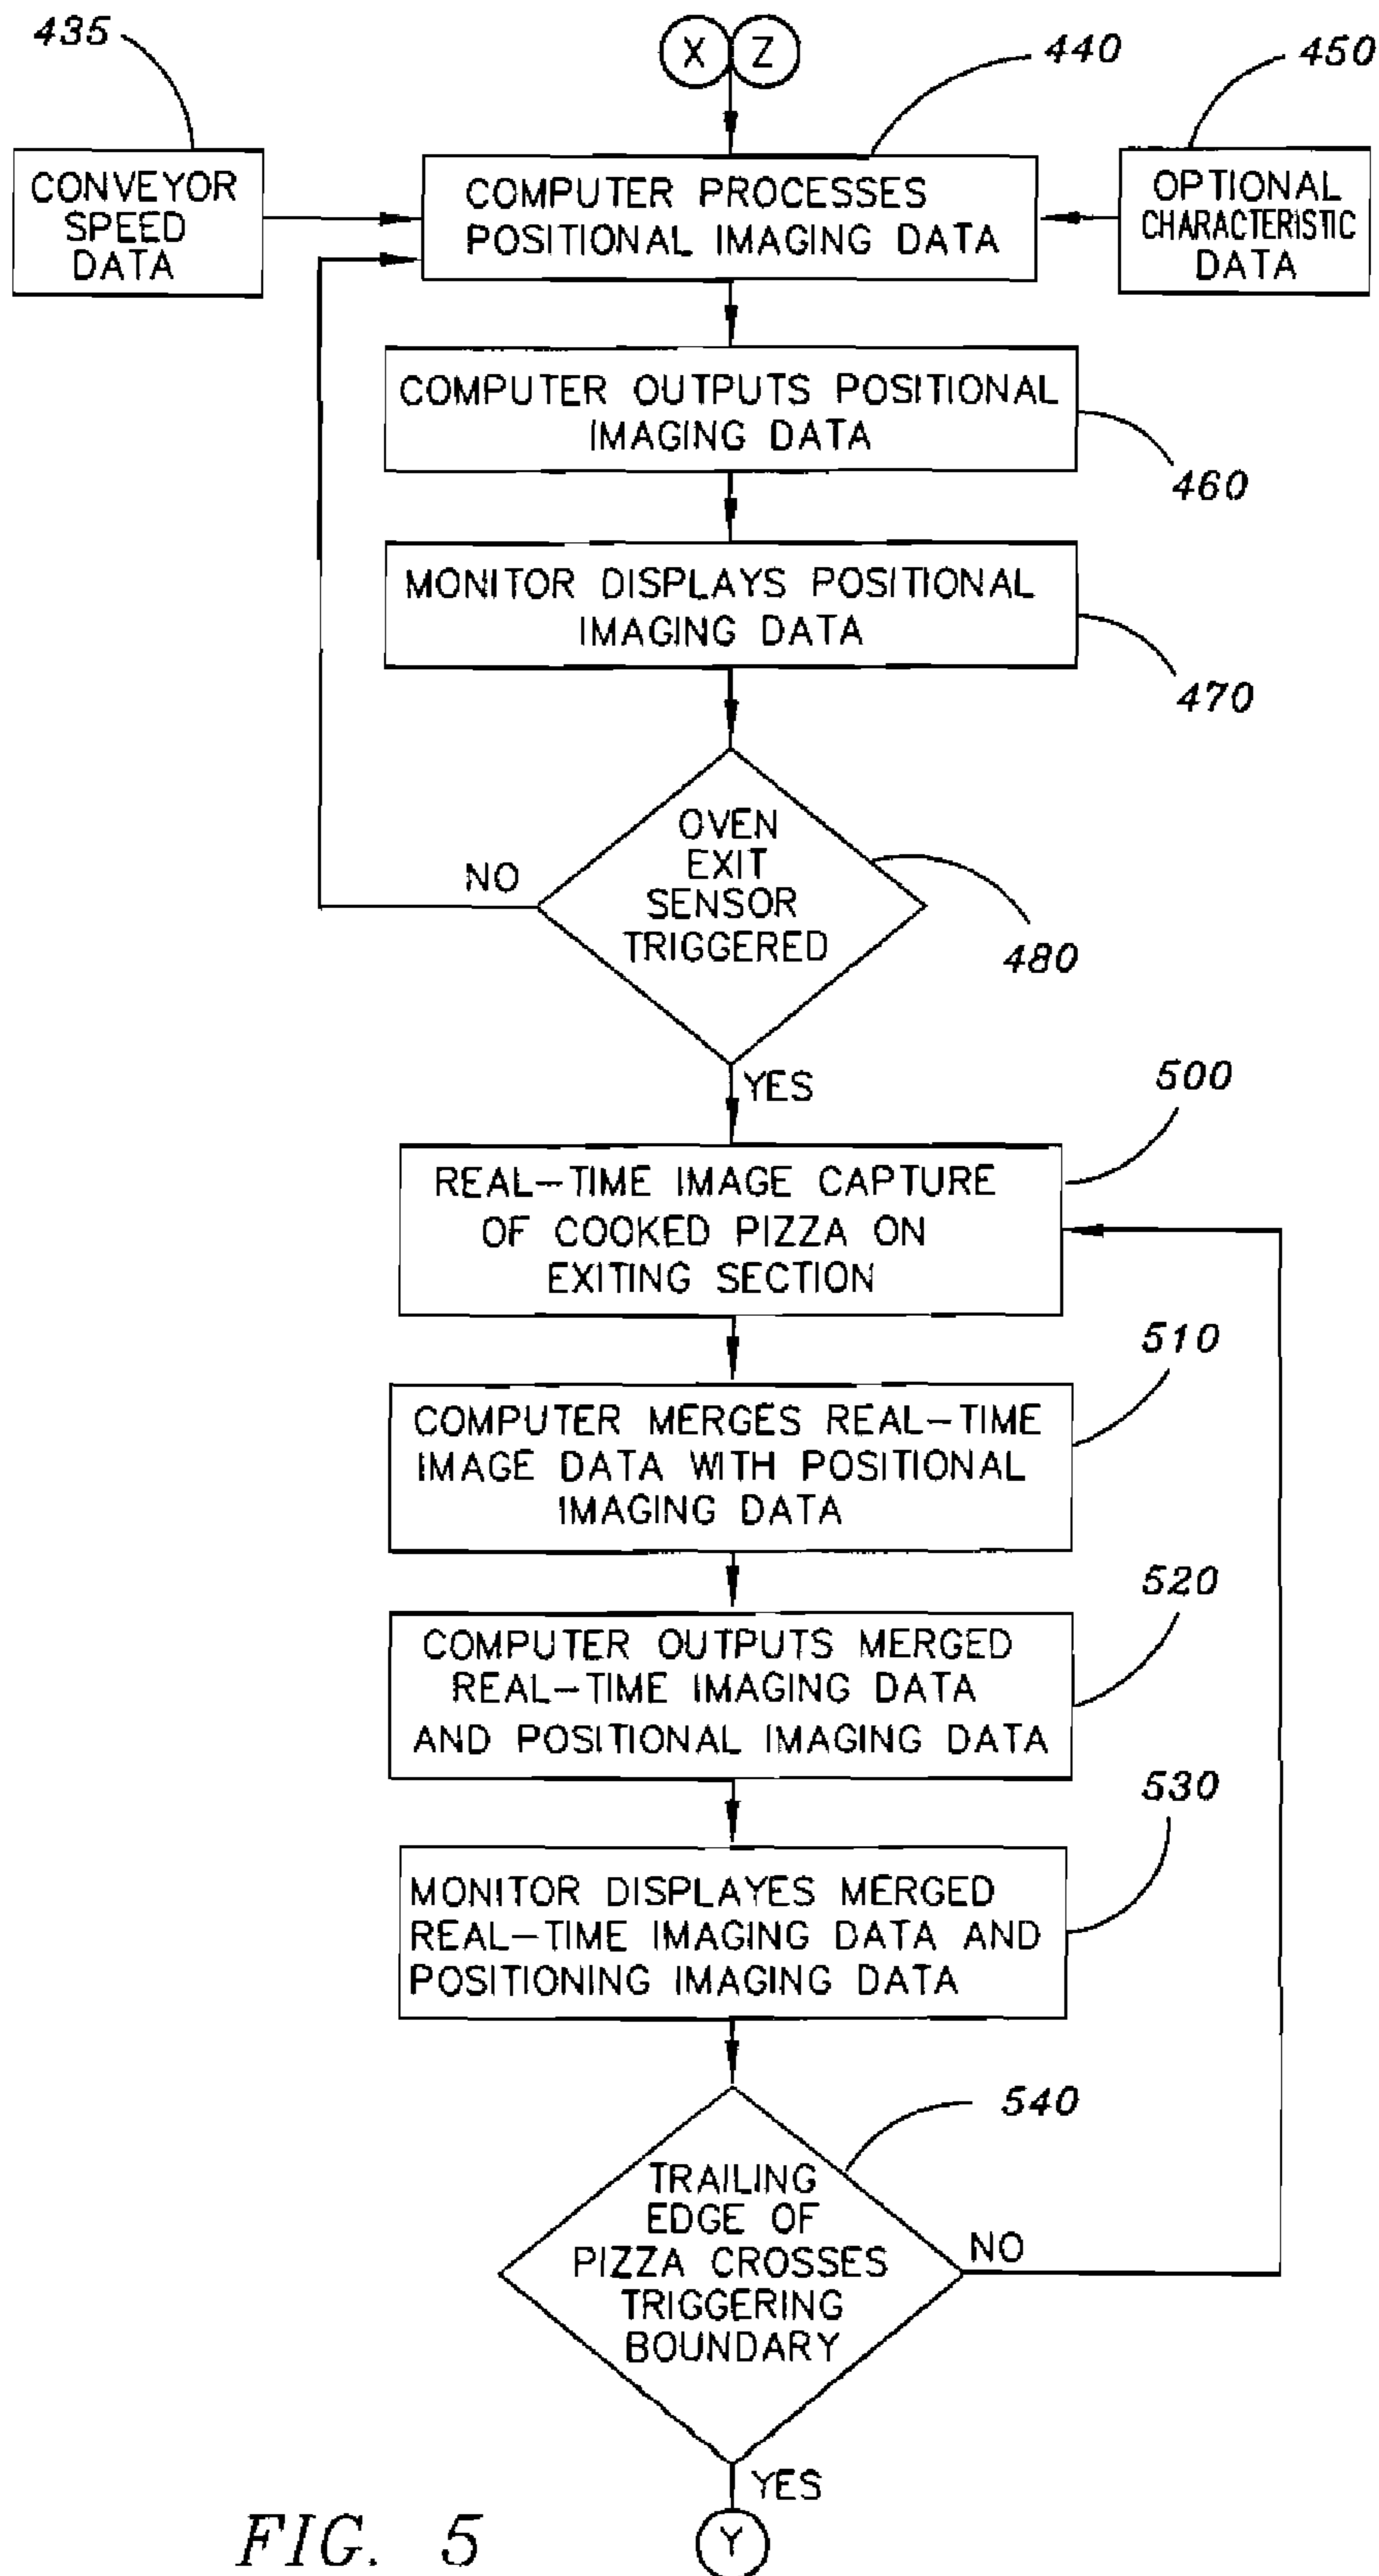 435
X Z
440
450
CONVEYOR
SPEED
DATA
COMPUTER PROCESSES
POSITIONAL IMAGING DATA
OPTIONAL
CHARACTERISTIC
DATA
COMPUTER OUTPUTS POSITIONAL
IMAGING DATA
460
MONITOR DISPLAYS POSITIONAL
IMAGING DATA
470
OVEN
EXIT
SENSOR
TRIGGERED
NO
480
YES
500
REAL-TIME IMAGE CAPTURE
OF COOKED PIZZA ON
EXITING SECTION
510
COMPUTER MERGES REAL-TIME
IMAGE DATA WITH POSITIONAL
IMAGING DATA
520
COMPUTER OUTPUTS MERGED
REAL-TIME IMAGING DATA
AND POSITIONAL IMAGING DATA
530
MONITOR DISPLAYES MERGED
REAL-TIME IMAGING DATA AND
POSITIONING IMAGING DATA
540
TRAILING
EDGE OF
PIZZA CROSSES
TRIGGERING
BOUNDARY
NO
YES
Y
FIG. 5